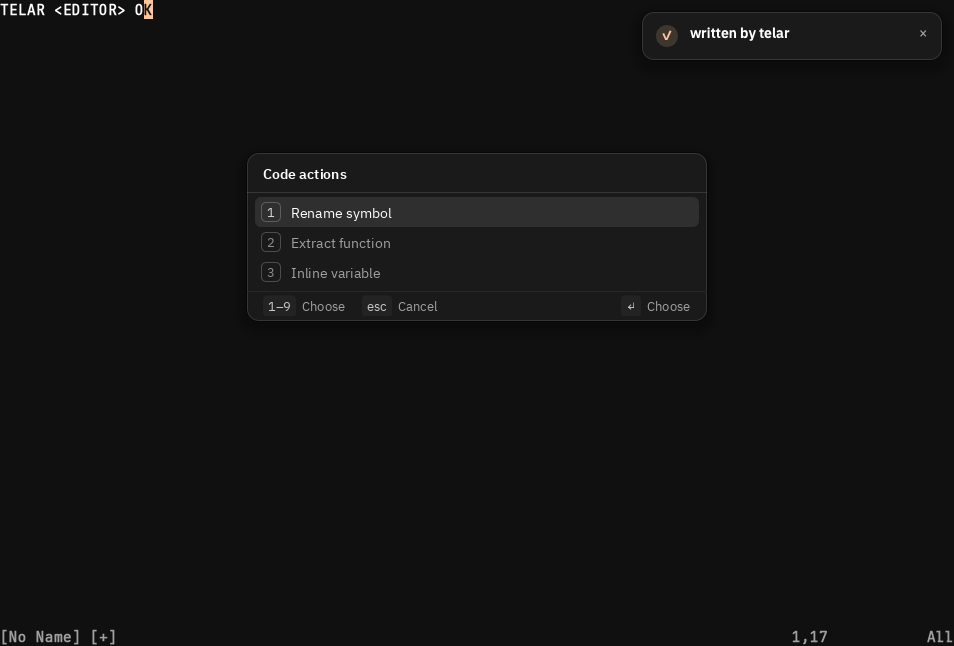 TELAR <EDITOR> OK
✓ written by telar ×
Code actions
1 Rename symbol
2 Extract function
3 Inline variable
1–9 Choose esc Cancel ↵ Choose
[No Name] [+] 1,17 All